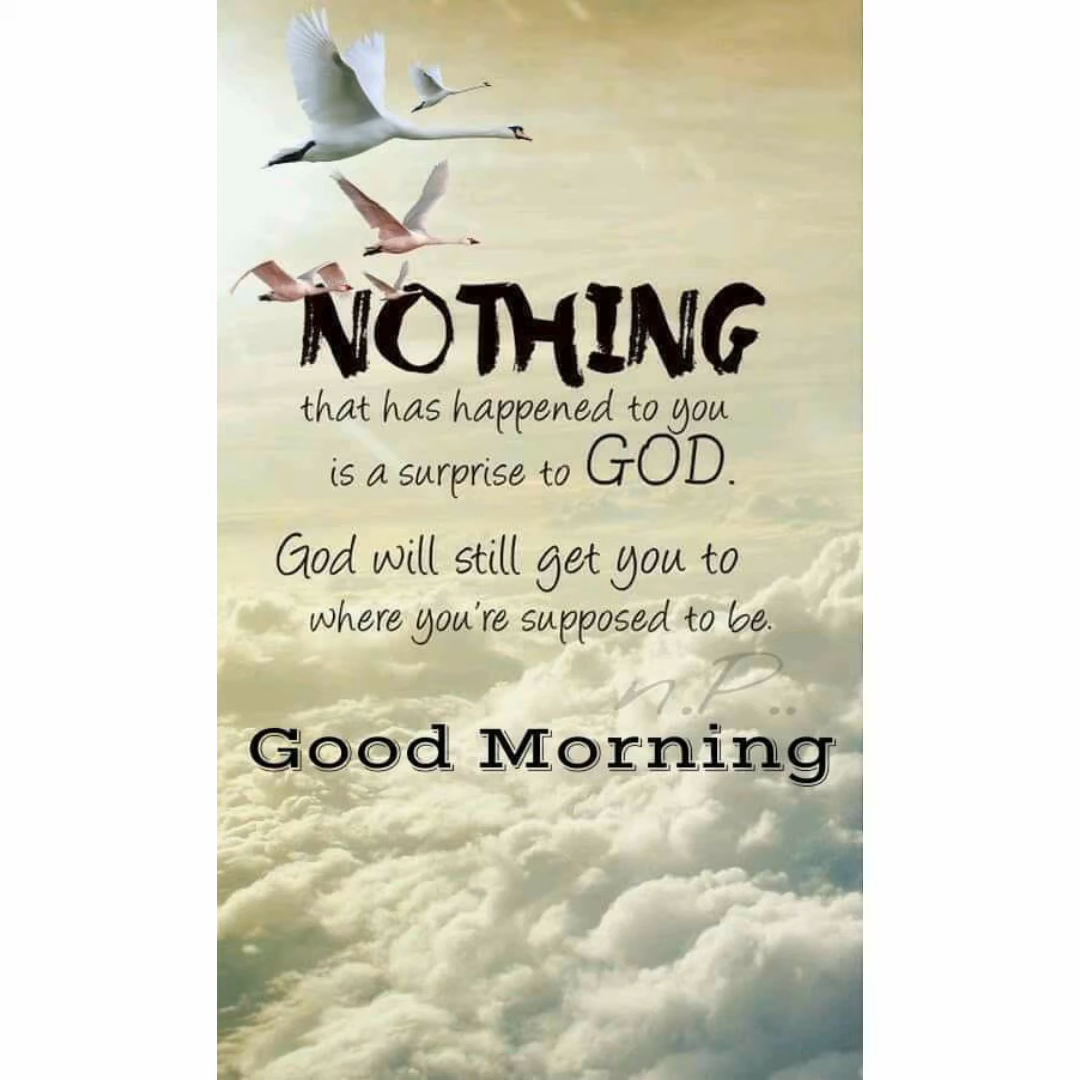 NOTHING
that has happened to you
is a surprise to GOD.
God will still get you to
where you're supposed to be.
n.P..
Good Morning